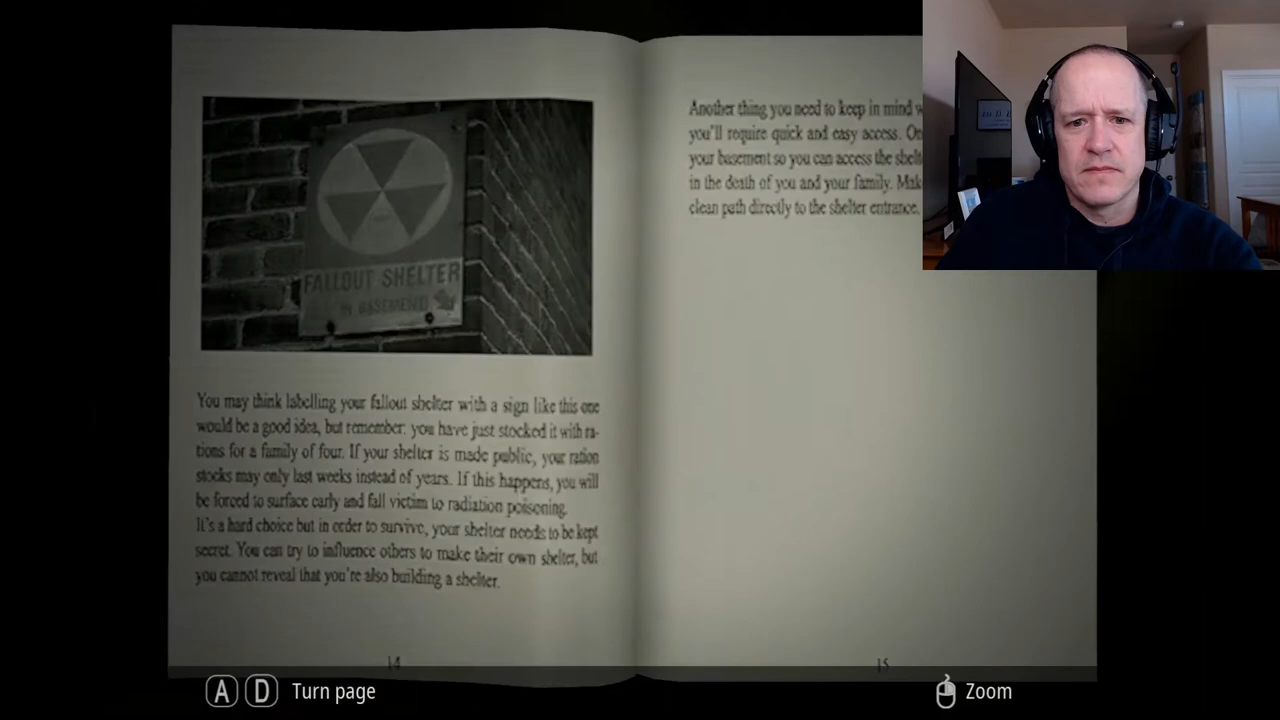 FALLOUT SHELTER
IN BASEMENT
You may think labelling your fallout shelter with a sign like this one
would be a good idea, but remember: you have just stocked it with ra-
tions for a family of four. If your shelter is made public, your ration
stocks may only last weeks instead of years. If this happens, you will
be forced to surface early and fall victim to radiation poisoning.
It's a hard choice but in order to survive, your shelter needs to be kept
secret. You can try to influence others to make their own shelter, but
you cannot reveal that you're also building a shelter.
14
Another thing you need to keep in mind
you'll require quick and easy access.
your basement so you can access the
in the death of you and your family.
clean path directly to the shelter entrance.
15
A D Turn page
Zoom